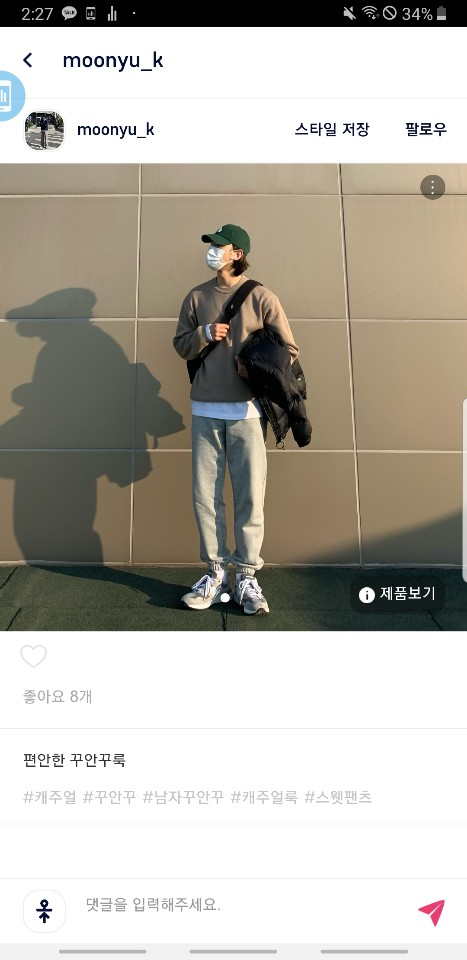 2:27 TALK 34%
moonyu_k
moonyu_k 스타일 저장 팔로우
제품보기
좋아요 8개
편안한 꾸안꾸룩
#캐주얼 #꾸안꾸 #남자꾸안꾸 #캐주얼룩 #스웻팬츠
댓글을 입력해주세요.